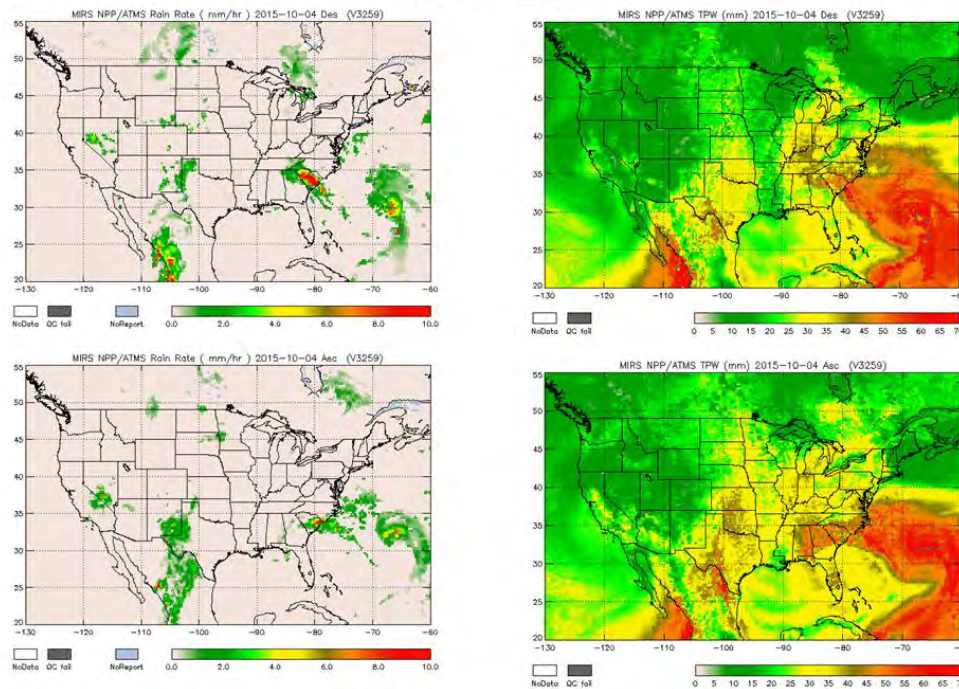 MIRS NPP/ATMS Rain Rate ( mm/hr ) 2015-10-04 Des (V3259)
55
50
45
40
35
30
25
20
-130 -120 -110 -100 -90 -80 -70 -60
NoData QC fail NoReport 0.0 2.0 4.0 6.0 8.0 10.0
MIRS NPP/ATMS TPW (mm) 2015-10-04 Des (V3259)
55
50
45
40
35
30
25
20
-120 -110 -100 -90 -80 -70
NoData QC fail 0 5 10 15 20 25 30 35 40 45 50 55 60 65
MIRS NPP/ATMS Rain Rate ( mm/hr ) 2015-10-04 Asc (V3259)
55
50
45
40
35
30
25
20
-130 -120 -110 -100 -90 -80 -70 -60
NoData QC fail NoReport 0.0 2.0 4.0 6.0 8.0 10.0
MIRS NPP/ATMS TPW (mm) 2015-10-04 Asc (V3259)
55
50
45
40
35
30
25
20
-120 -110 -100 -90 -80 -70
NoData QC fail 0 5 10 15 20 25 30 35 40 45 50 55 60 65